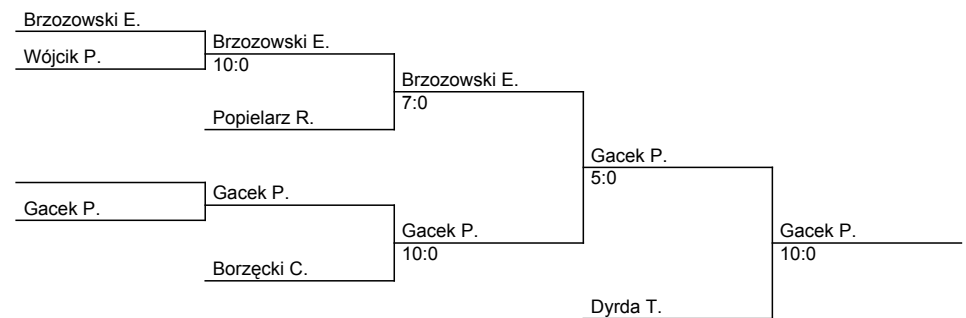 Brzozowski E.
Wójcik P.
Brzozowski E.
10:0
Popielarz R.
Brzozowski E.
7:0
Gacek P.
Gacek P.
Borzęcki C.
Gacek P.
10:0
Gacek P.
5:0
Dyrda T.
Gacek P.
10:0